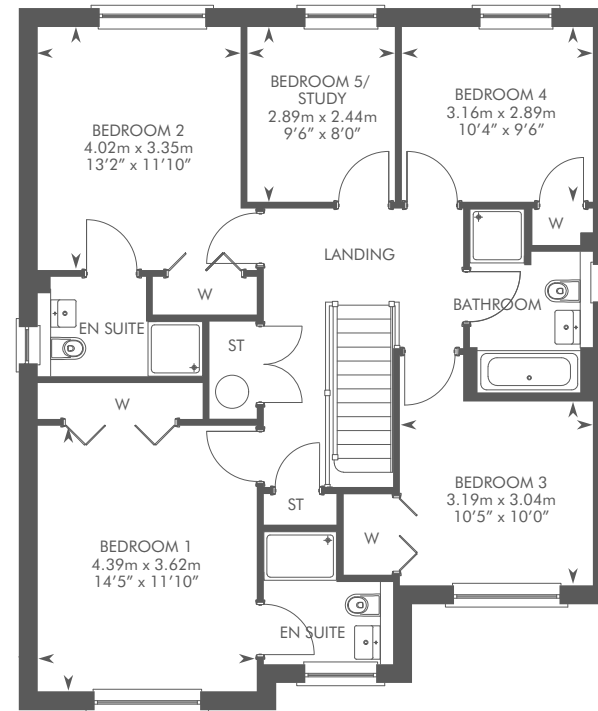 BEDROOM 2
4.02m x 3.35m
13’2” x 11’10”
BEDROOM 5/
STUDY
2.89m x 2.44m
9’6” x 8’0”
BEDROOM 4
3.16m x 2.89m
10’4” x 9’6”
W
LANDING
W
BATHROOM
EN SUITE
ST
W
ST
BEDROOM 3
3.19m x 3.04m
10’5” x 10’0”
W
BEDROOM 1
4.39m x 3.62m
14’5” x 11’10”
EN SUITE